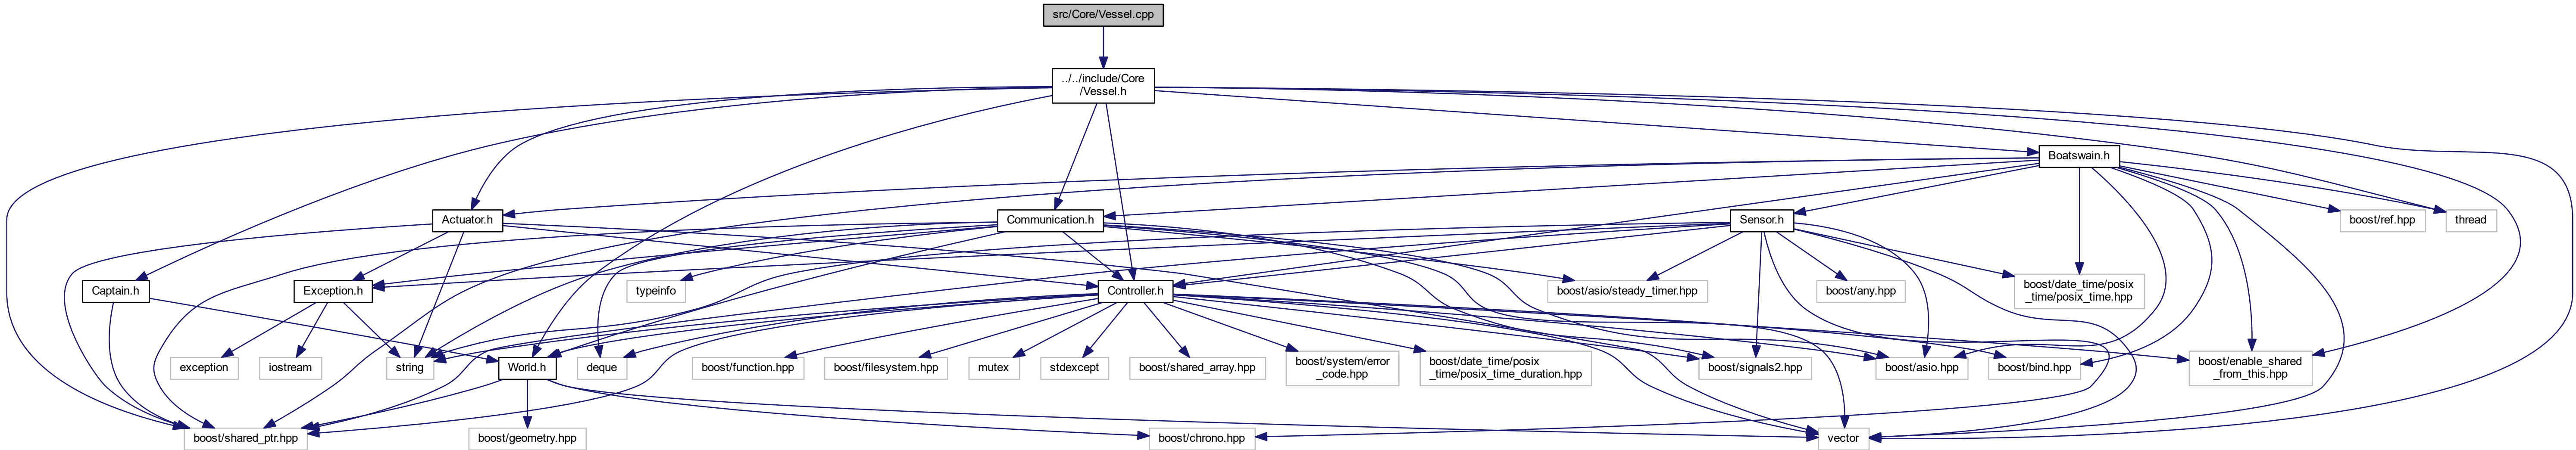 src/Core/Vessel.cpp
../../include/Core
/Vessel.h
Boatswain.h
Actuator.h
Communication.h
Sensor.h
boost/ref.hpp
thread
Captain.h
Exception.h
typeinfo
Controller.h
boost/asio/steady_timer.hpp
boost/any.hpp
boost/date_time/posix
_time/posix_time.hpp
exception
iostream
string
World.h
deque
boost/function.hpp
boost/filesystem.hpp
mutex
stdexcept
boost/shared_array.hpp
boost/system/error
_code.hpp
boost/date_time/posix
_time/posix_time_duration.hpp
boost/signals2.hpp
boost/asio.hpp
boost/bind.hpp
boost/enable_shared
_from_this.hpp
boost/shared_ptr.hpp
boost/geometry.hpp
boost/chrono.hpp
vector